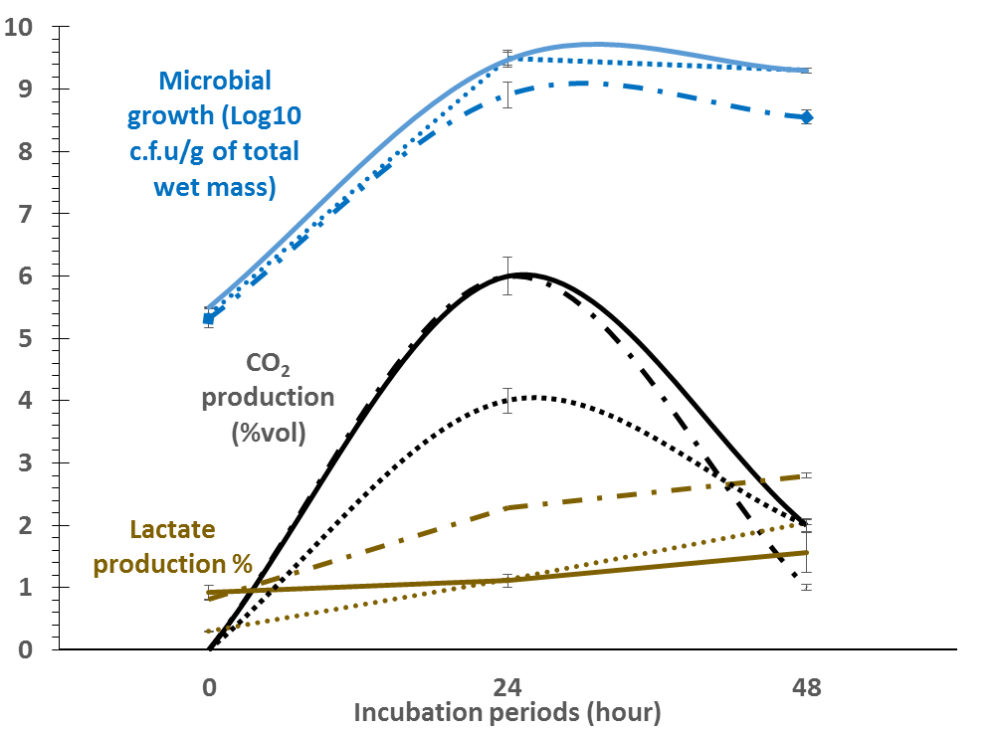 10
9
8
7
6
5
4
3
2
1
0
Microbial
growth (Log10
c.f.u/g of total
wet mass)
CO₂
production
(%vol)
Lactate
production %
0 24 48
Incubation periods (hour)